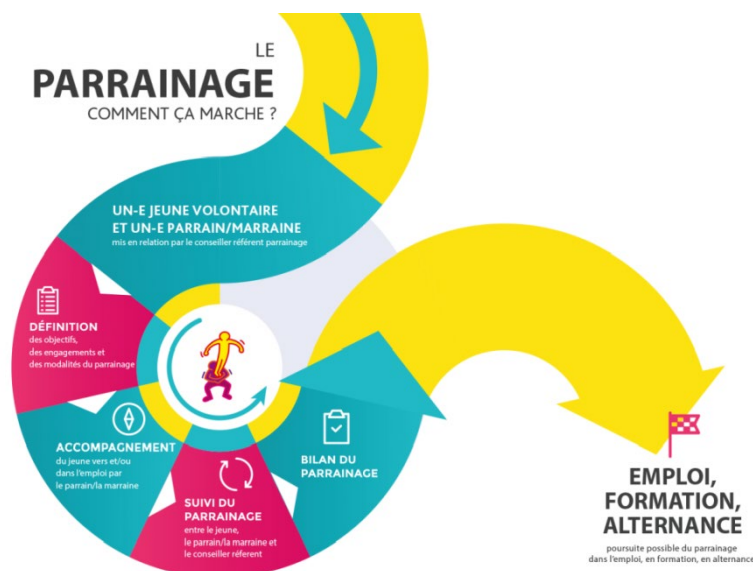 LE
PARRAINAGE
COMMENT ÇA MARCHE ?
UN-E JEUNE VOLONTAIRE
ET UN-E PARRAIN/MARRAINE
mis en relation par le conseiller référent parrainage
DÉFINITION
des objectifs,
des engagements et
des modalités du parrainage
ACCOMPAGNEMENT
du jeune vers et/ou
dans l'emploi par
le parrain/la marraine
SUIVI DU
PARRAINAGE
entre le jeune,
le parrain/la marraine et
le conseiller réferent
BILAN DU
PARRAINAGE
EMPLOI,
FORMATION,
ALTERNANCE
poursuite possible du parrainage
dans l'emploi, en formation, en alternance